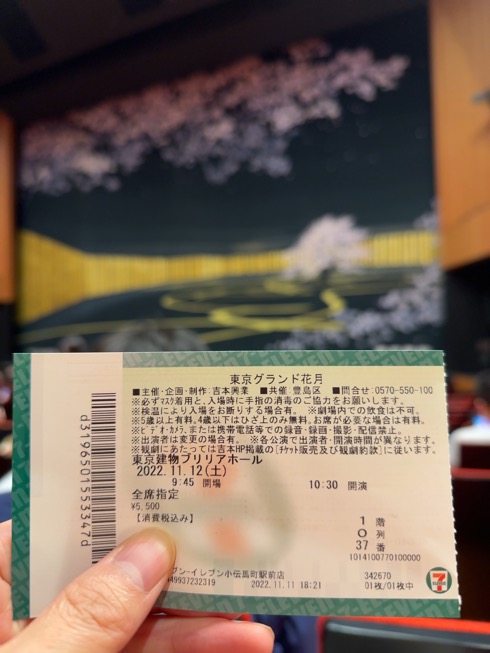 東京グランド花月
■主催・企画・制作:吉本興業 ■共催:豊島区 ■問合せ:0570-550-100
※必ずマスク着用と、入場時に手指の消毒のご協力をお願いします。
※検温により入場をお断りする場合有。 ※劇場内での飲食は不可。
※5歳以上有料。4歳以下はひざ上のみ無料。お席が必要な場合は有料。
※ビデオ・カメラ、または携帯電話等での録音・録画・撮影・配信禁止。
※出演者は変更の場合有。 ※各公演で出演者・開演時間が異なります。
※観劇にあたっては吉本HP掲載の[チケット販売及び観劇約款]に従います。
東京建物ブリリアホール
2022.11.12(土)
9:45 開場 10:30 開演
全席指定
¥5,500
【消費税込み】
1 階
O 列
37 番
1014100770100000
ブン-イレブン小伝馬町駅前店 342670
49937232319 2022.11.11 18:21 01枚/01枚中
d31965015533 47d
7
ELEVEN